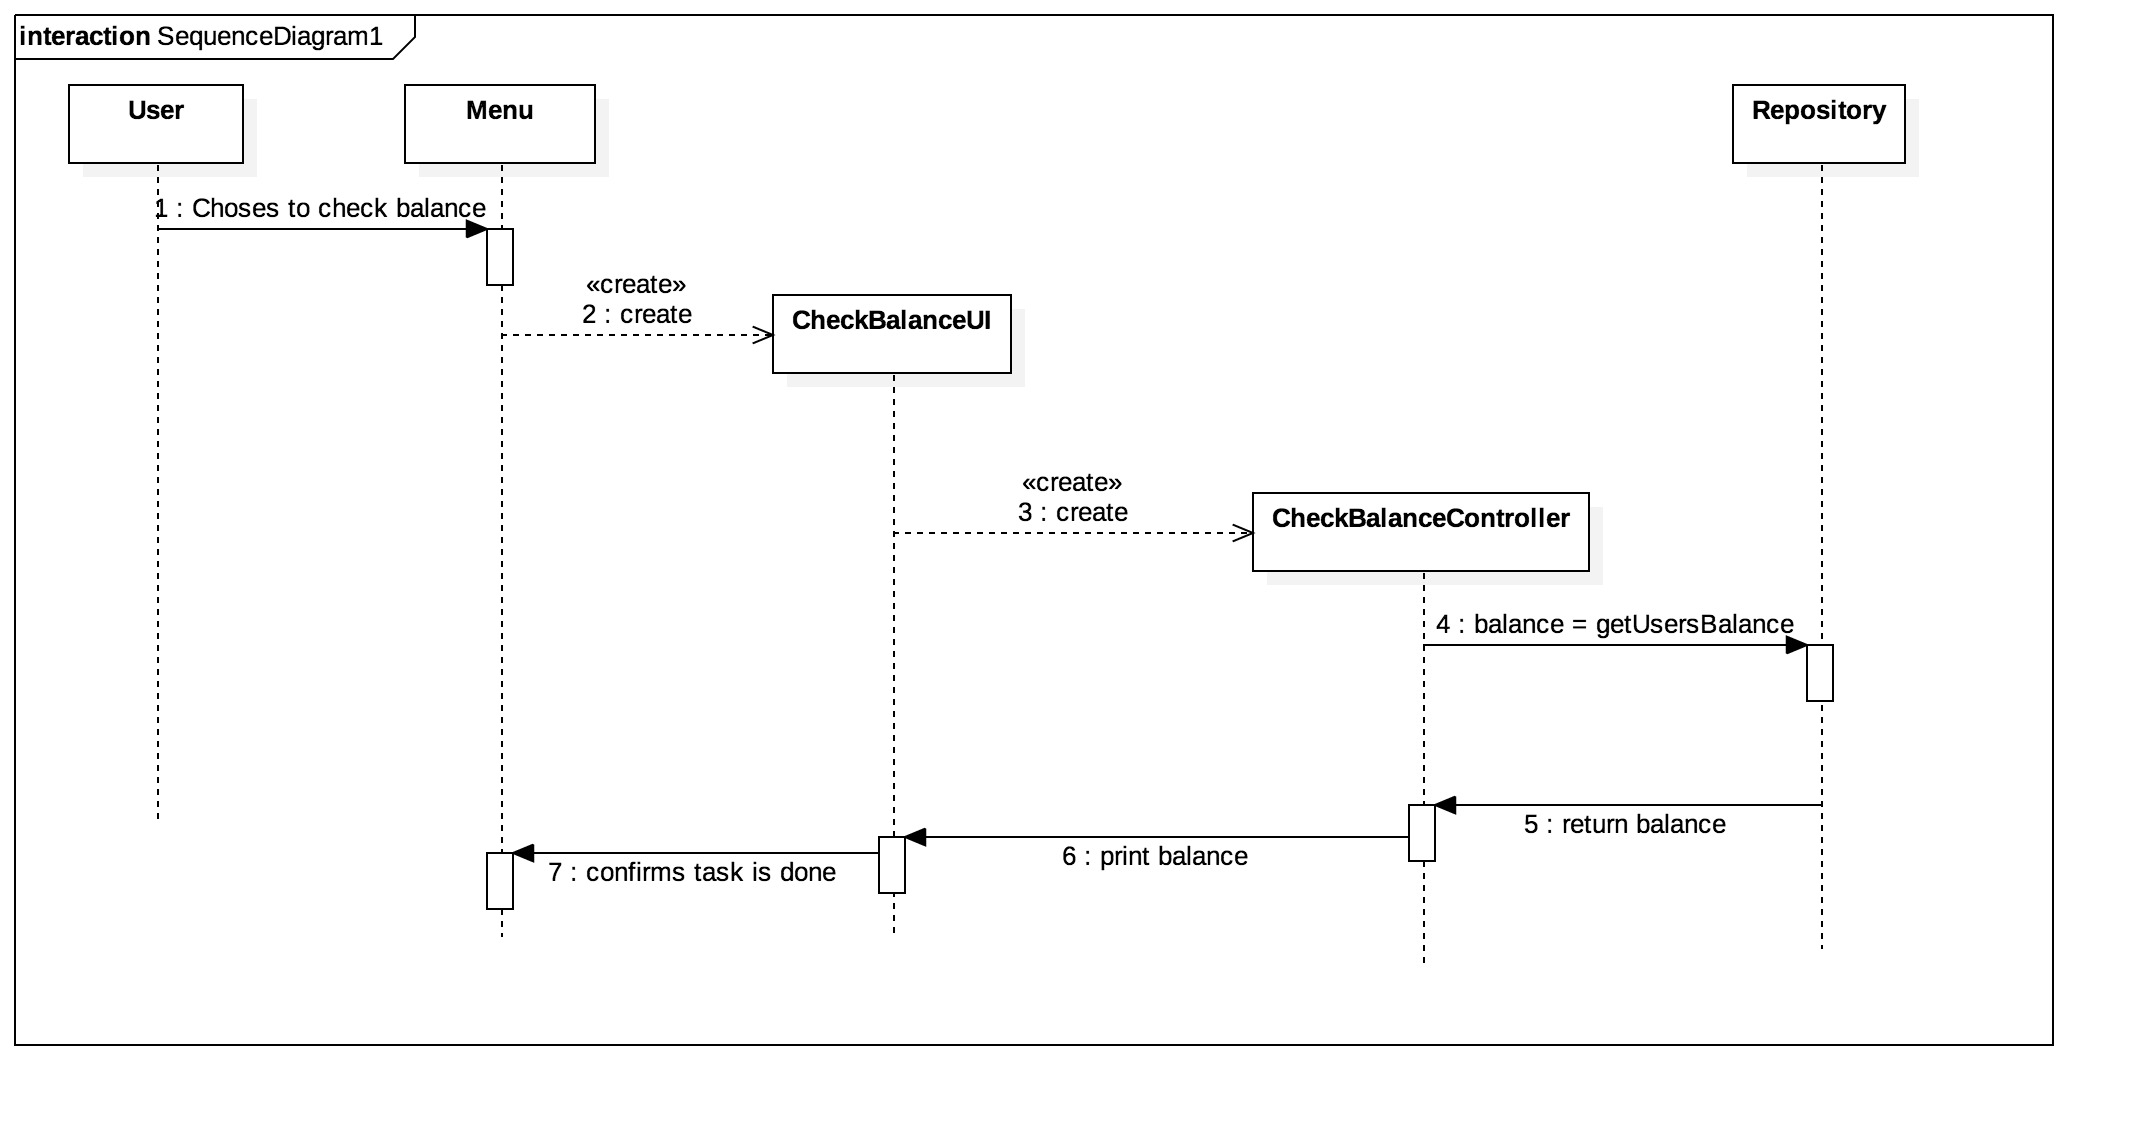 interaction SequenceDiagram1
User
Menu
Repository
1 : Choses to check balance
«create»
2 : create
CheckBalanceUI
«create»
3 : create
CheckBalanceController
4 : balance = getUsersBalance
5 : return balance
6 : print balance
7 : confirms task is done